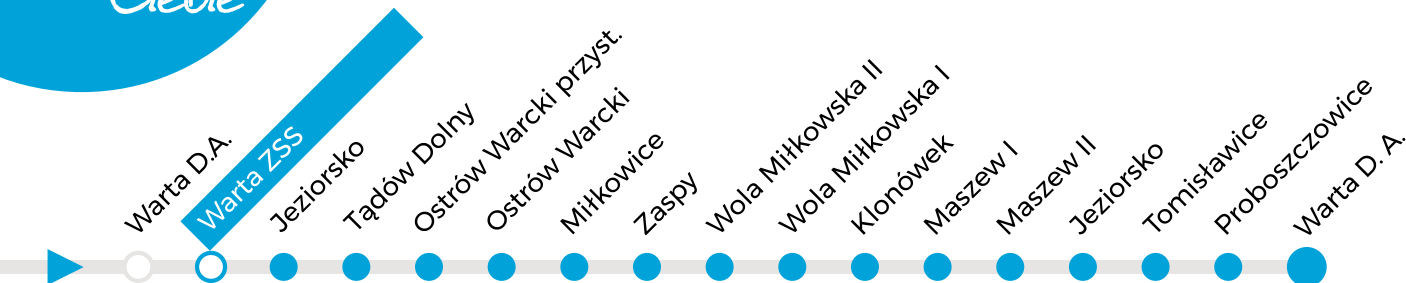 Ciebie
Warta D.A.
Warta ZSS
Jeziorsko
Tądów Dolny
Ostrów Warcki przyst.
Ostrów Warcki
Miłkowice
Zaspy
Wola Miłkowska II
Wola Miłkowska I
Klonówek
Maszew I
Maszew II
Jeziorsko
Tomisławice
Proboszczowice
Warta D. A.